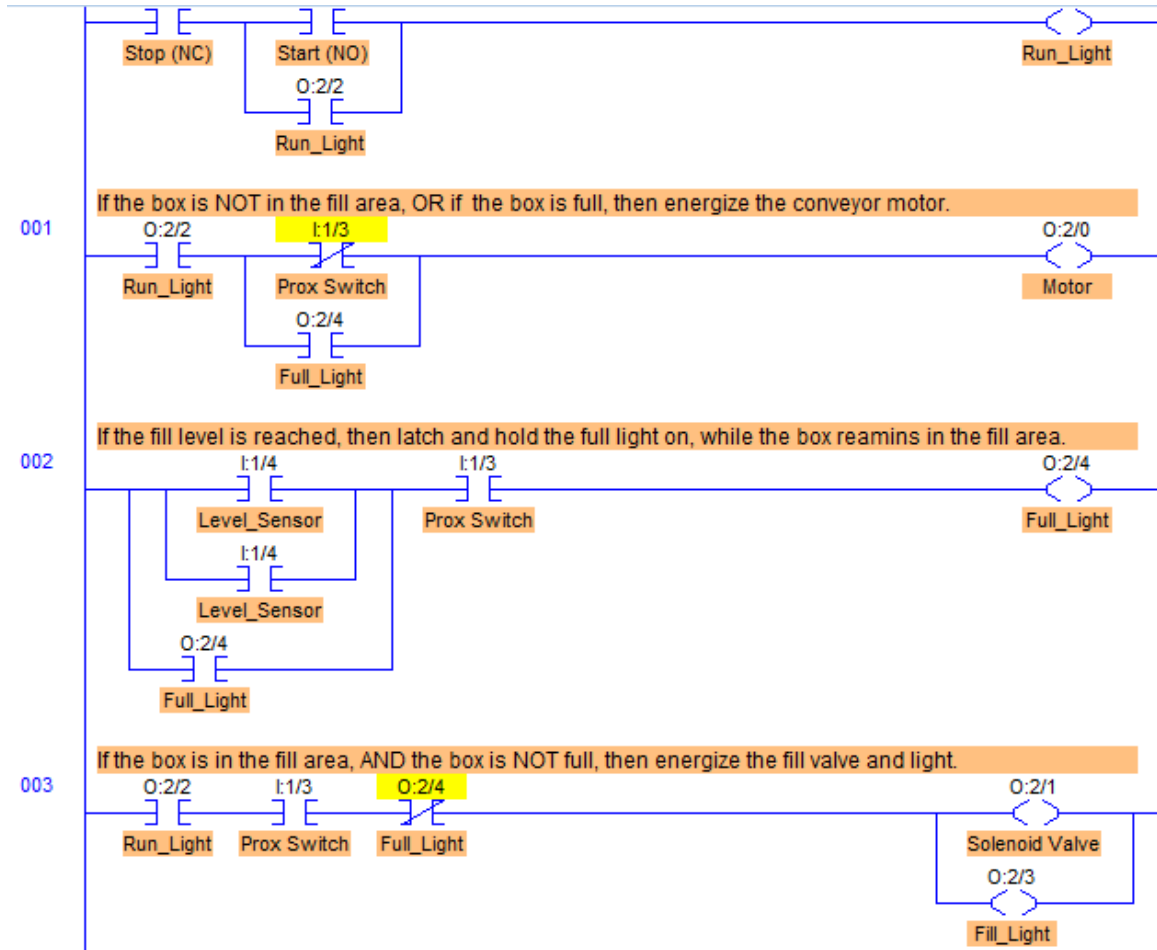 Stop (NC) Start (NO) Run_Light
O:2/2
Run_Light
If the box is NOT in the fill area, OR if the box is full, then energize the conveyor motor.
001 O:2/2 I:1/3 O:2/0
Run_Light Prox Switch Motor
O:2/4
Full_Light
If the fill level is reached, then latch and hold the full light on, while the box reamins in the fill area.
002 I:1/4 I:1/3 O:2/4
Level_Sensor Prox Switch Full_Light
I:1/4
Level_Sensor
O:2/4
Full_Light
If the box is in the fill area, AND the box is NOT full, then energize the fill valve and light.
003 O:2/2 I:1/3 O:2/4 O:2/1
Run_Light Prox Switch Full_Light Solenoid Valve
O:2/3
Fill_Light